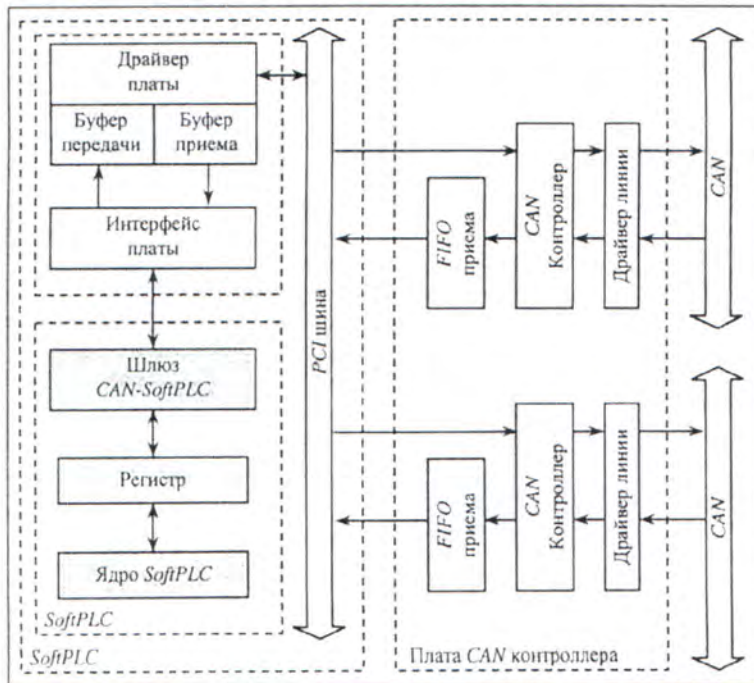 Драйвер
платы
Буфер
передачи
Буфер
приема
Интерфейс
платы
Шлюз
CAN-SoftPLC
Регистр
Ядро SoftPLC
SoftPLC
SoftPLC
PCI шина
FIFO
приема
CAN
Контроллер
Драйвер линии
CAN
FIFO
приема
CAN
Контроллер
Драйвер линии
CAN
Плата CAN контроллера